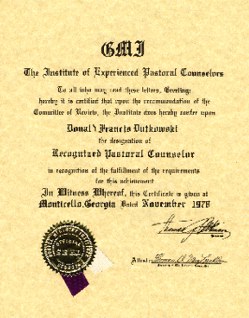 GMI
The Institute of Experienced Pastoral Counselors
To all who may read these letters, Greeting:
hereby it is certified that upon the recommendation of the
Committee of Review, the Institute does hereby confer upon
Donald Francis Dutkowski
the designation of
Recognized Pastoral Counselor
in recognition of the fulfillment of the requirements
for this achievement
In Witness Whereof, this Certificate is given at
Monticello, Georgia Dated November 1978
OFFICIAL
SEAL
Attest: